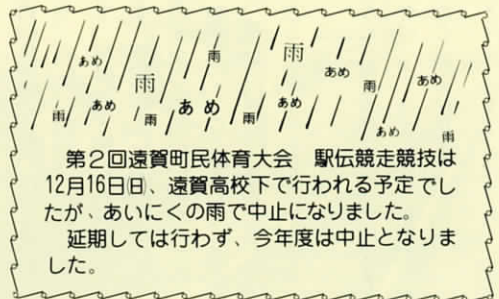 雨 雨
あめ 雨 あめ あめ
雨 あめ 雨
雨 あめ 雨 あめ 雨 あめ 雨
第2回遠賀町民体育大会 駅伝競走競技は
12月16日(日)、遠賀高校下で行われる予定でし
たが、あいにくの雨で中止になりました。
延期しては行わず、今年度は中止となりま
した。